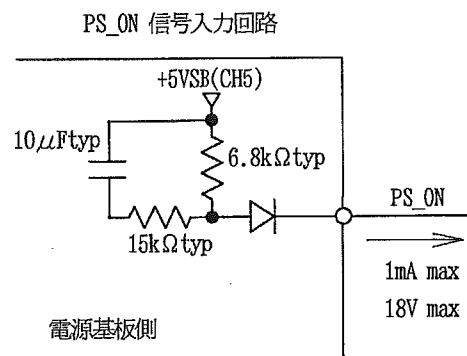 PS_ON 信号入力回路
+5VSB(CH5)
10μFtyp
6.8kΩtyp
15kΩtyp
PS_ON
1mA max
18V max
電源基板側